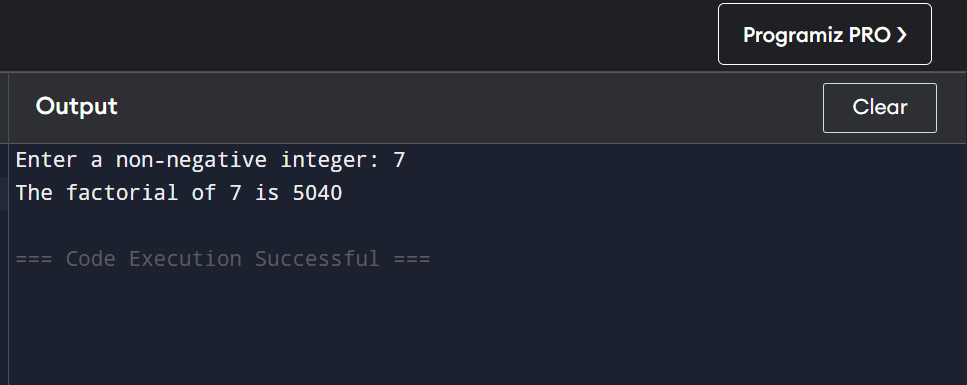 Programiz PRO ❯
Output
Clear
Enter a non-negative integer: 7
The factorial of 7 is 5040
=== Code Execution Successful ===